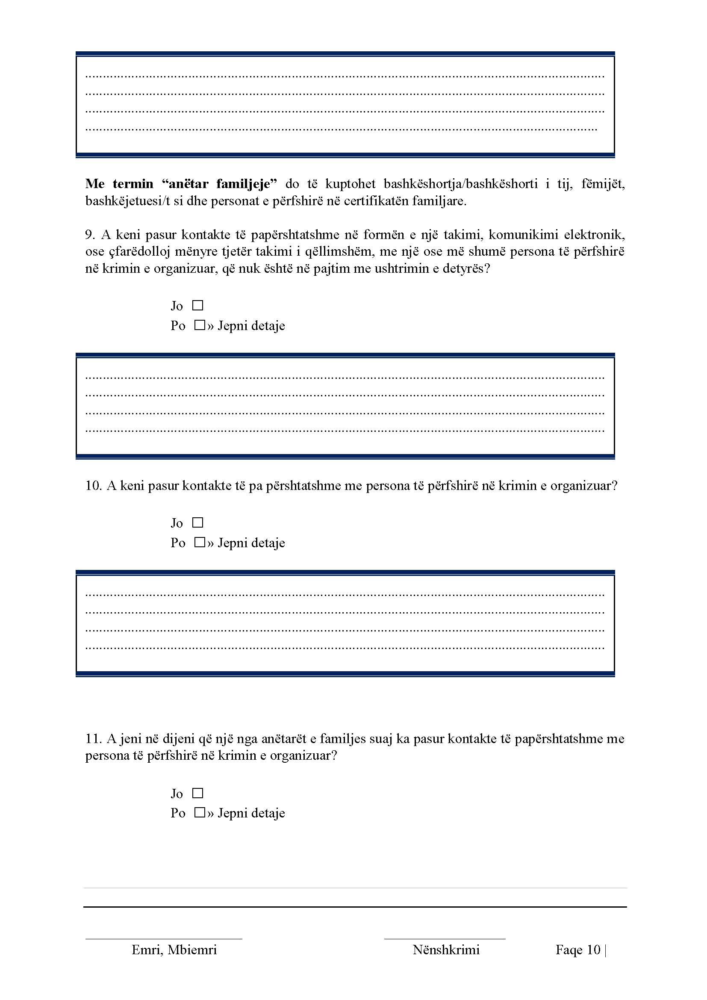 ........................................................................................................................................................
........................................................................................................................................................
........................................................................................................................................................
......................................................................................................................................................
Me termin “anëtar familjeje” do të kuptohet bashkëshortja/bashkëshorti i tij, fëmijët,
bashkëjetuesi/t si dhe personat e përfshirë në certifikatën familjare.
9. A keni pasur kontakte të papërshtatshme në formën e një takimi, komunikimi elektronik,
ose çfarëdolloj mënyre tjetër takimi i qëllimshëm, me një ose më shumë persona të përfshirë
në krimin e organizuar, që nuk është në pajtim me ushtrimin e detyrës?
Jo ☐
Po ☐» Jepni detaje
........................................................................................................................................................
........................................................................................................................................................
........................................................................................................................................................
........................................................................................................................................................
10. A keni pasur kontakte të pa përshtatshme me persona të përfshirë në krimin e organizuar?
Jo ☐
Po ☐» Jepni detaje
........................................................................................................................................................
........................................................................................................................................................
........................................................................................................................................................
........................................................................................................................................................
11. A jeni në dijeni që një nga anëtarët e familjes suaj ka pasur kontakte të papërshtatshme me
persona të përfshirë në krimin e organizuar?
Jo ☐
Po ☐» Jepni detaje
Emri, Mbiemri Nënshkrimi Faqe 10 |